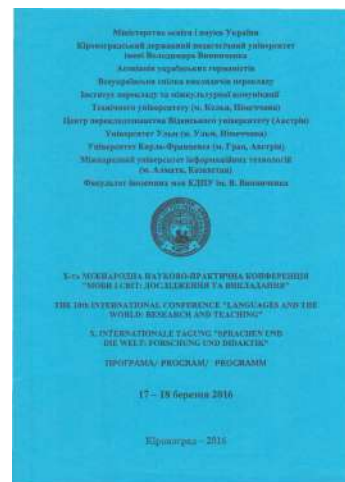 Міністерство освіти і науки України
Кіровоградський державний педагогічний університет
імені Володимира Винниченка
Асоціація українських германістів
Всеукраїнська спілка викладачів перекладу
Інститут перекладу та міжкультурної комунікації
Технічного університету (м. Кельн, Німеччина)
Центр перекладознавства Віденського університету (Австрія)
Університет Ульм (м. Ульм, Німеччина)
Університет Карла-Франценса (м. Грац, Австрія)
Міжнародний університет інформаційних технологій
(м. Алмати, Казахстан)
Факультет іноземних мов КДПУ ім. В. Винниченка
X-та МІЖНАРОДНА НАУКОВО-ПРАКТИЧНА КОНФЕРЕНЦІЯ
"МОВИ І СВІТ: ДОСЛІДЖЕННЯ ТА ВИКЛАДАННЯ"
THE 10th INTERNATIONAL CONFERENCE "LANGUAGES AND THE
WORLD: RESEARCH AND TEACHING"
X. INTERNATIONALE TAGUNG "SPRACHEN UND
DIE WELT: FORSCHUNG UND DIDAKTIK"
ПРОГРАМА/ PROGRAM/ PROGRAMM
17 – 18 березня 2016
Кіровоград – 2016